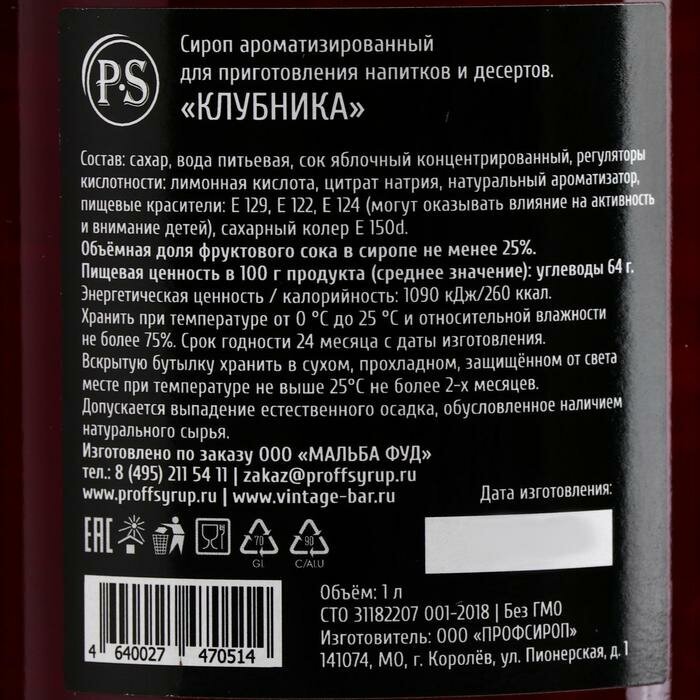 P.S
Сироп ароматизированный
для приготовления напитков и десертов.
«КЛУБНИКА»
Состав: сахар, вода питьевая, сок яблочный концентрированный, регуляторы
кислотности: лимонная кислота, цитрат натрия, натуральный ароматизатор,
пищевые красители: Е 129, Е 122, Е 124 (могут оказывать влияние на активность
и внимание детей), сахарный колер Е 150d.
Объёмная доля фруктового сока в сиропе не менее 25%.
Пищевая ценность в 100 г продукта (среднее значение): углеводы 64 г.
Энергетическая ценность / калорийность: 1090 кДж/260 ккал.
Хранить при температуре от 0 °С до 25 °С и относительной влажности
не более 75%. Срок годности 24 месяца с даты изготовления.
Вскрытую бутылку хранить в сухом, прохладном, защищённом от света
месте при температуре не выше 25°С не более 2-х месяцев.
Допускается выпадение естественного осадка, обусловленное наличием
натурального сырья.
Изготовлено по заказу ООО «МАЛЬБА ФУД»
тел.: 8 (495) 211 54 11 | zakaz@proffsyrup.ru
www.proffsyrup.ru | www.vintage-bar.ru
Дата изготовления:
EAC
70
GL
90
C/ALU
Объём: 1 л
СТО 31182207 001-2018 | Без ГМО
Изготовитель: ООО «ПРОФСИРОП»
141074, МО, г. Королёв, ул. Пионерская, д. 1
4 640027 470514